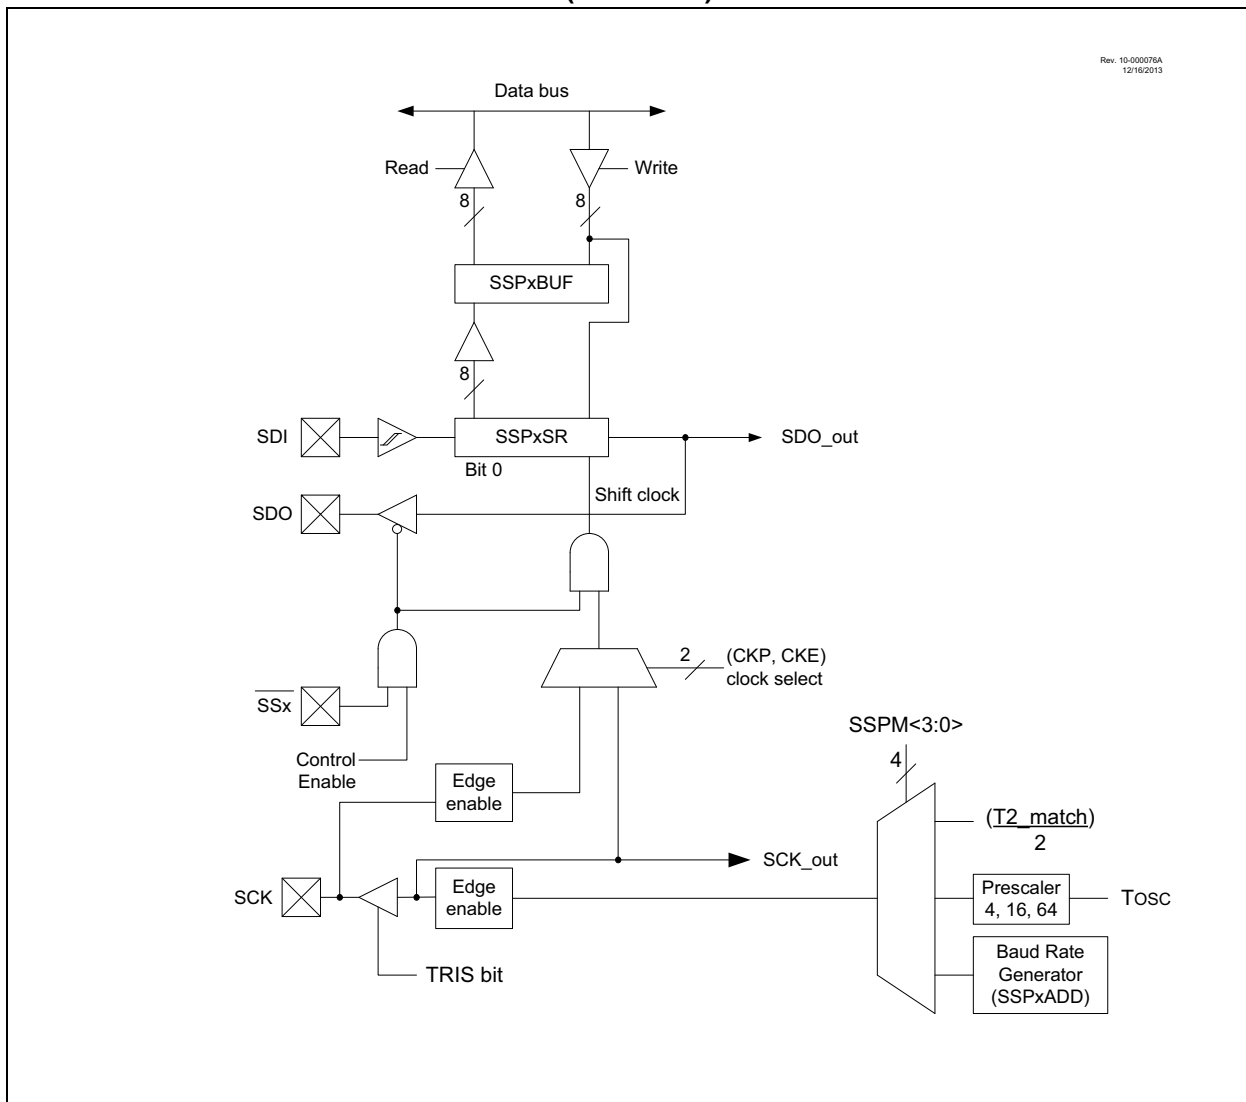 Rev. 10-000076A
12/16/2013
Data bus
Read
Write
8
8
SSPxBUF
8
SDI
SSPxSR
SDO_out
Bit 0
Shift clock
SDO
2
(CKP, CKE)
clock select
SSx
Control
Enable
SSPM<3:0>
4
Edge
enable
(T2_match)
2
SCK_out
SCK
Edge
enable
Prescaler
4, 16, 64
TOSC
TRIS bit
Baud Rate
Generator
(SSPxADD)